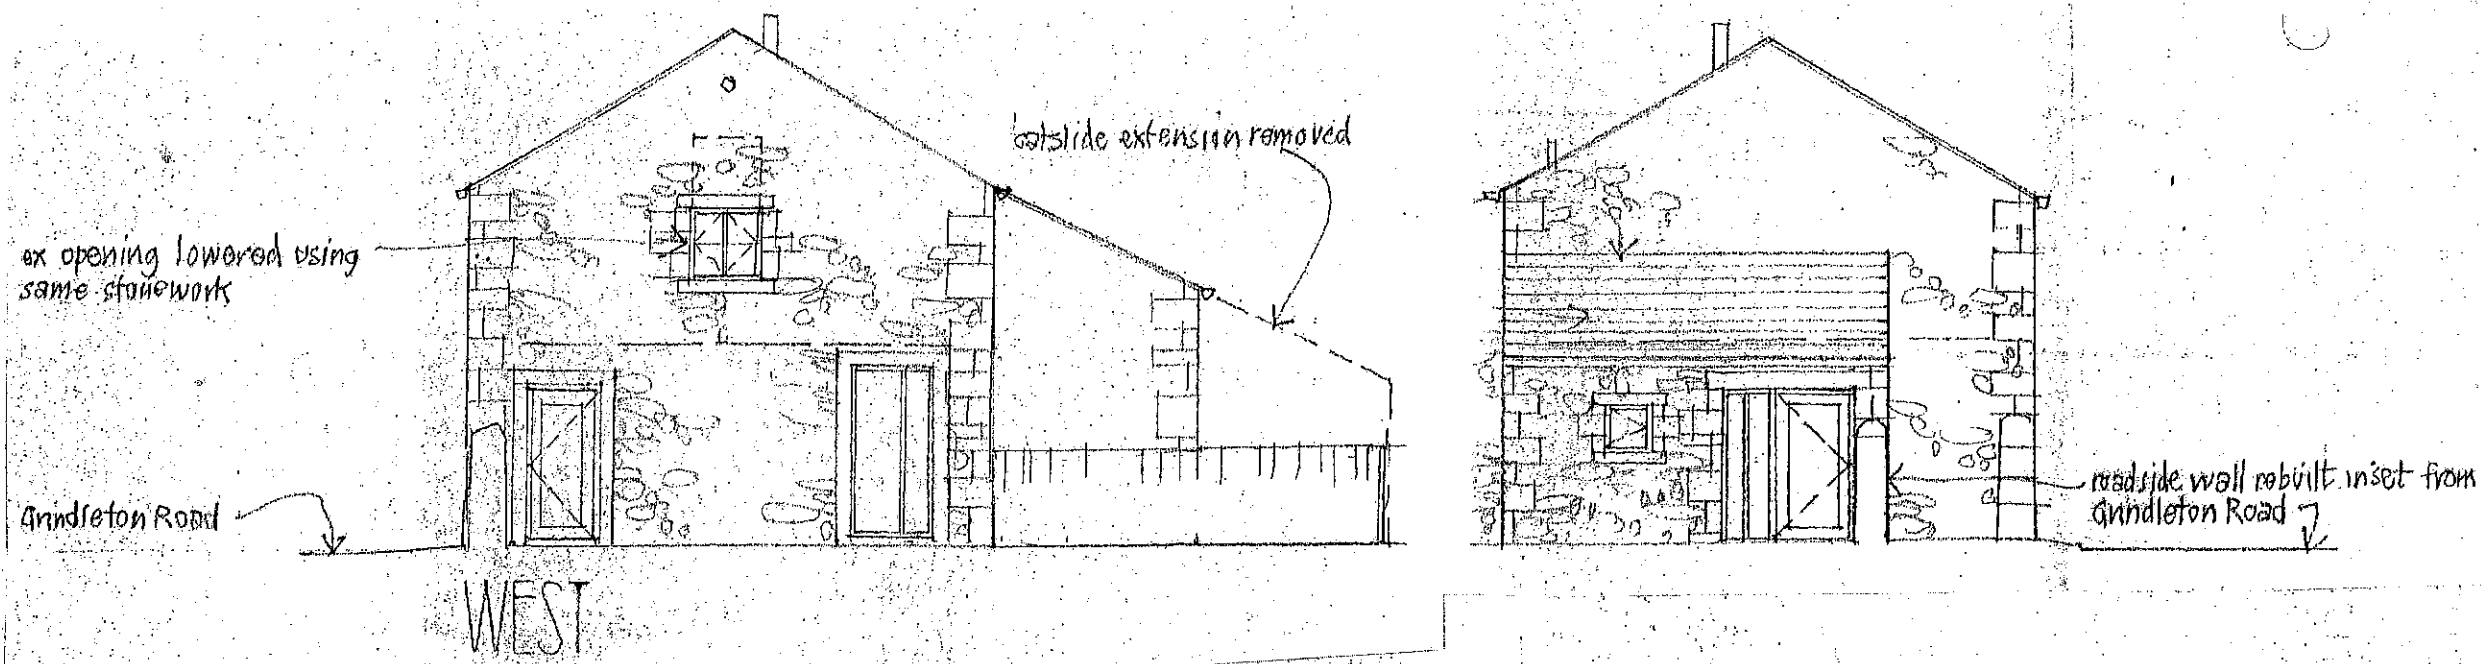 catslide extension removed
ex opening lowered using
same stonework
Grindleton Road
roadside wall rebuilt inset from
Grindleton Road
WEST